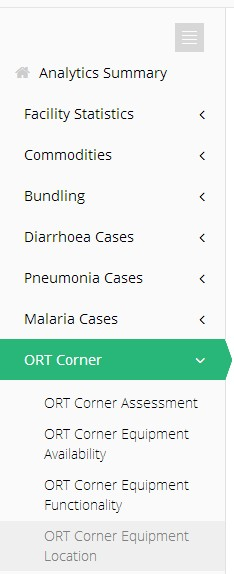 Analytics Summary
Facility Statistics
Commodities
Bundling
Diarrhoea Cases
Pneumonia Cases
Malaria Cases
ORT Corner
ORT Corner Assessment
ORT Corner Equipment
Availability
ORT Corner Equipment
Functionality
ORT Corner Equipment
Location